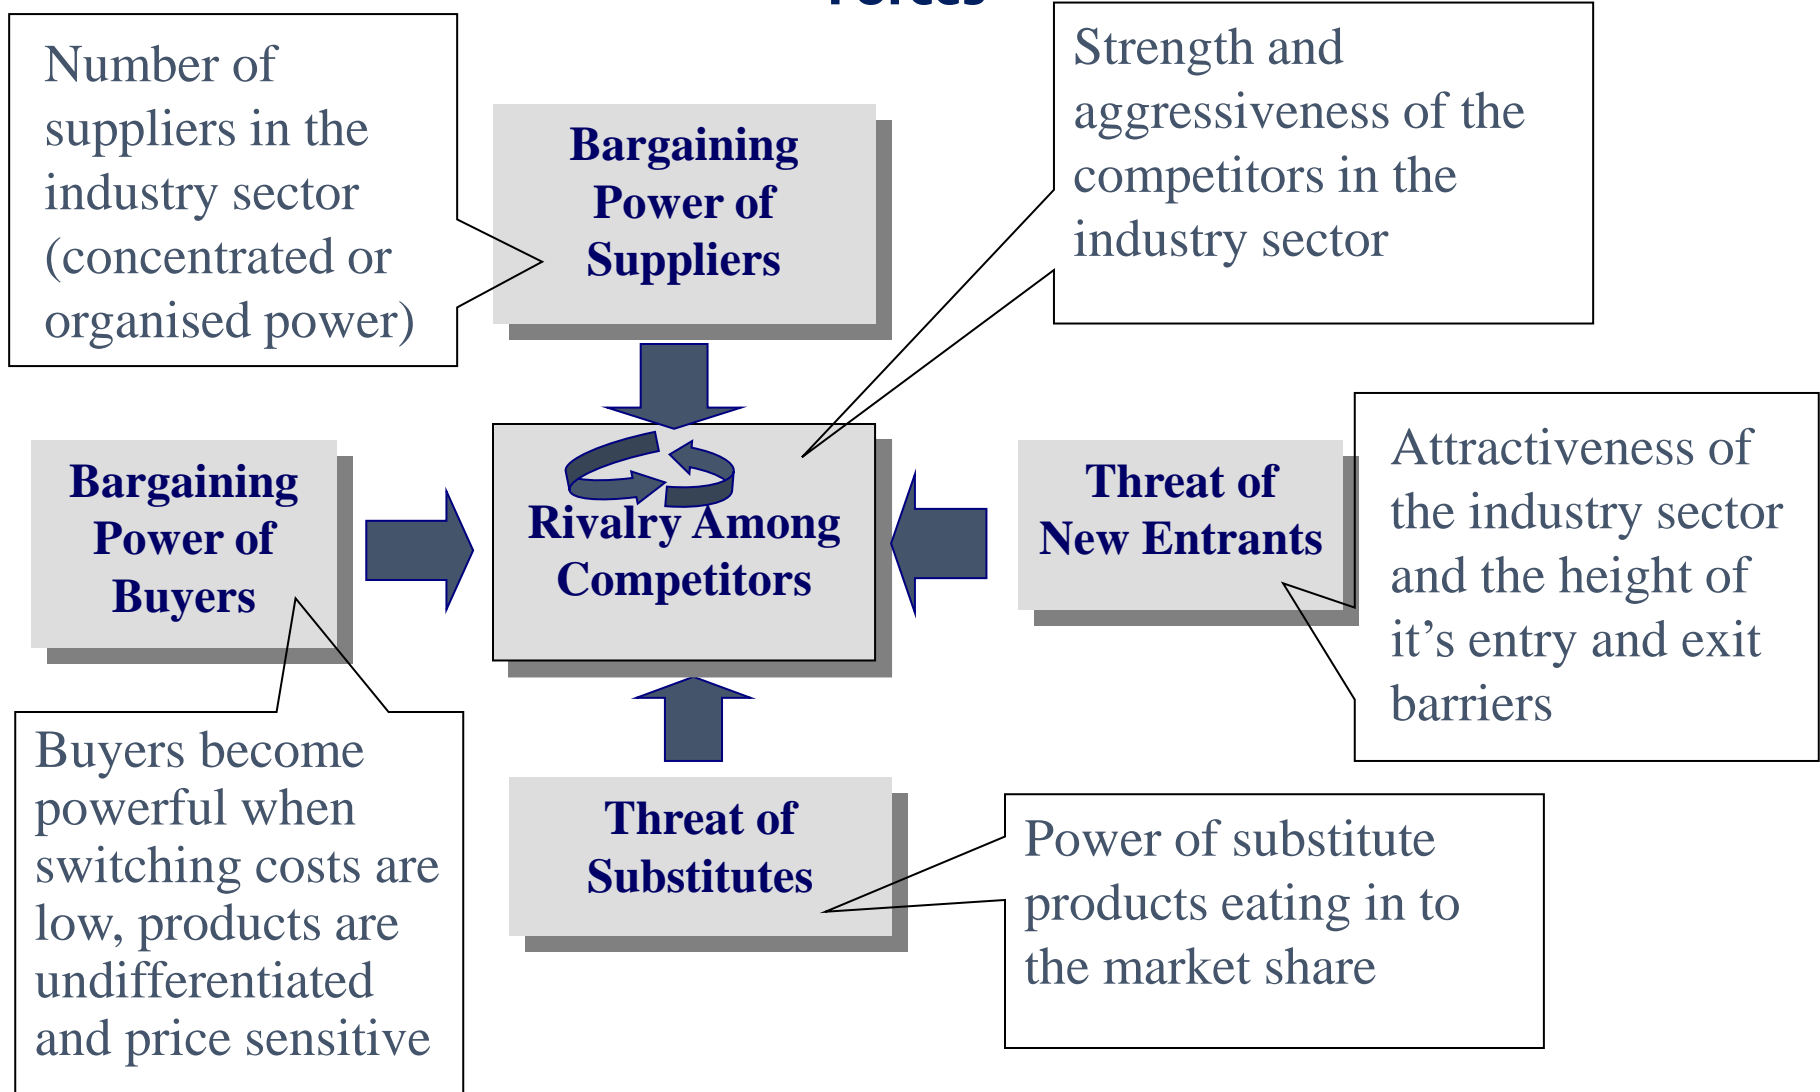 Forces
Number of
suppliers in the
industry sector
(concentrated or
organised power)
Bargaining
Power of
Suppliers
Strength and
aggressiveness of the
competitors in the
industry sector
Bargaining
Power of
Buyers
Rivalry Among
Competitors
Threat of
New Entrants
Attractiveness of
the industry sector
and the height of
it’s entry and exit
barriers
Buyers become
powerful when
switching costs are
low, products are
undifferentiated
and price sensitive
Threat of
Substitutes
Power of substitute
products eating in to
the market share